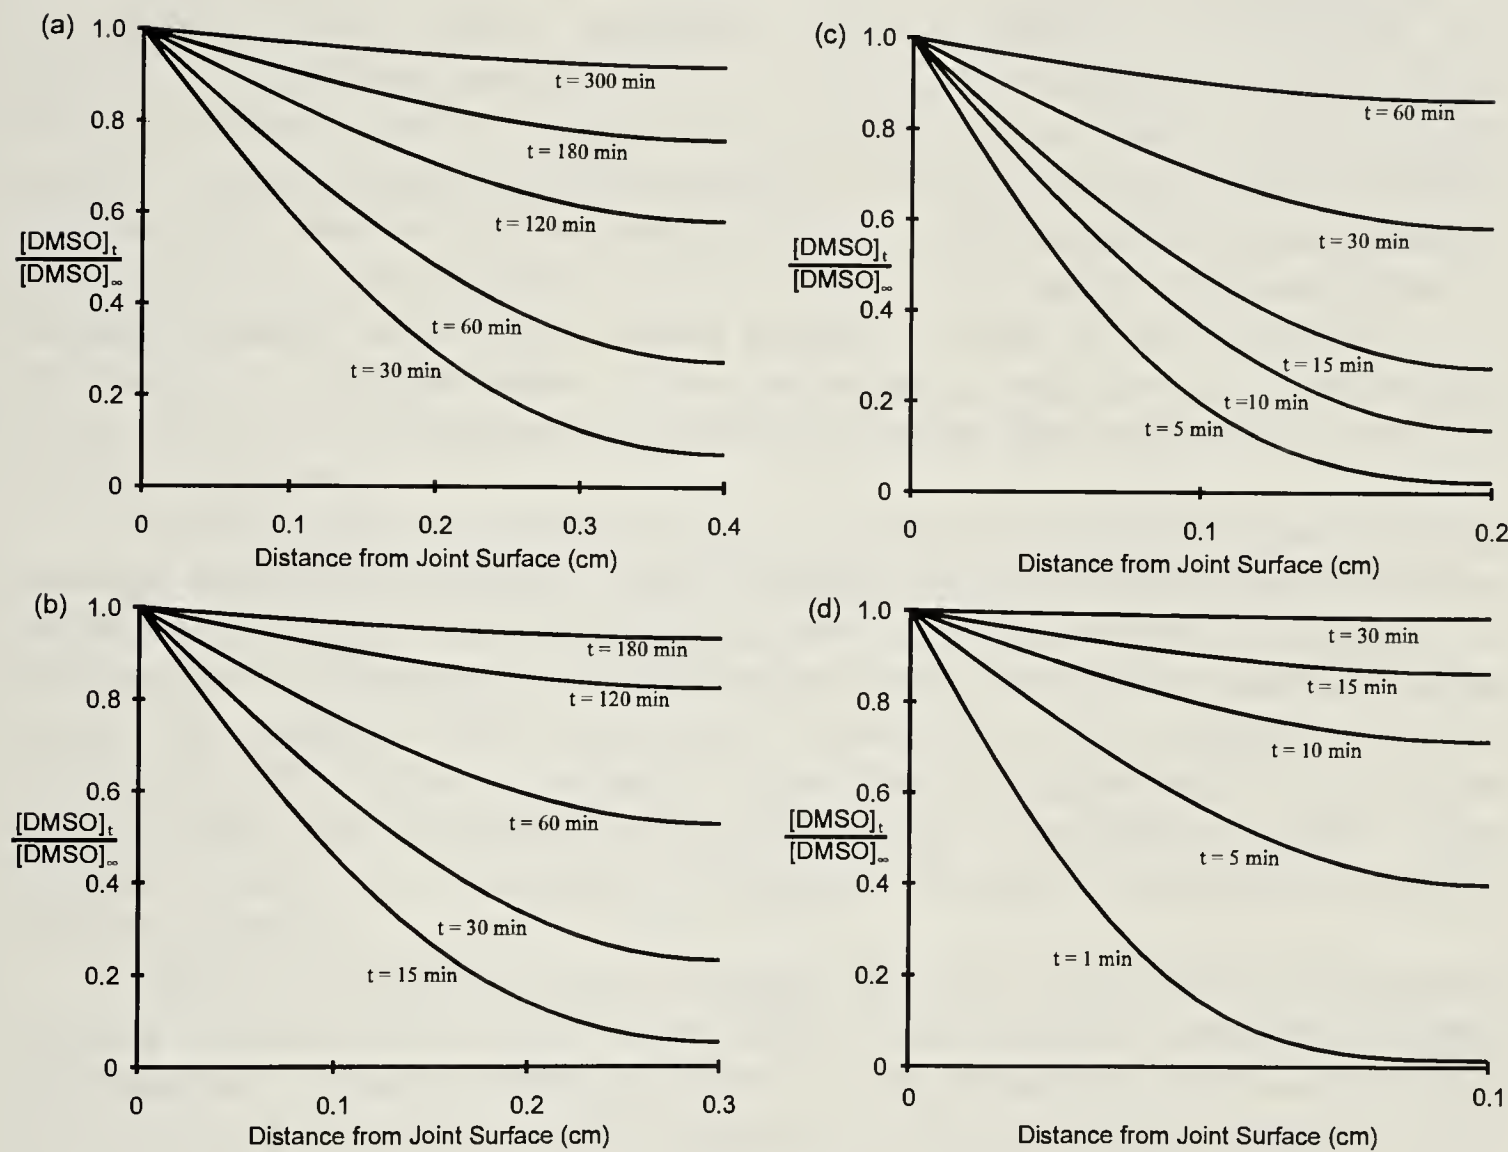 (a)
1.0
0.8
0.6
0.4
0.2
0
[DMSO]t
[DMSO]∞
t = 300 min
t = 180 min
t = 120 min
t = 60 min
t = 30 min
0 0.1 0.2 0.3 0.4
Distance from Joint Surface (cm)
(b)
1.0
0.8
0.6
0.4
0.2
0
[DMSO]t
[DMSO]∞
t = 180 min
t = 120 min
t = 60 min
t = 30 min
t = 15 min
0 0.1 0.2 0.3
Distance from Joint Surface (cm)
(c)
1.0
0.8
0.6
0.4
0.2
0
[DMSO]t
[DMSO]∞
t = 60 min
t = 30 min
t = 15 min
t =10 min
t = 5 min
0 0.1 0.2
Distance from Joint Surface (cm)
(d)
1.0
0.8
0.6
0.4
0.2
0
[DMSO]t
[DMSO]∞
t = 30 min
t = 15 min
t = 10 min
t = 5 min
t = 1 min
0 0.1
Distance from Joint Surface (cm)